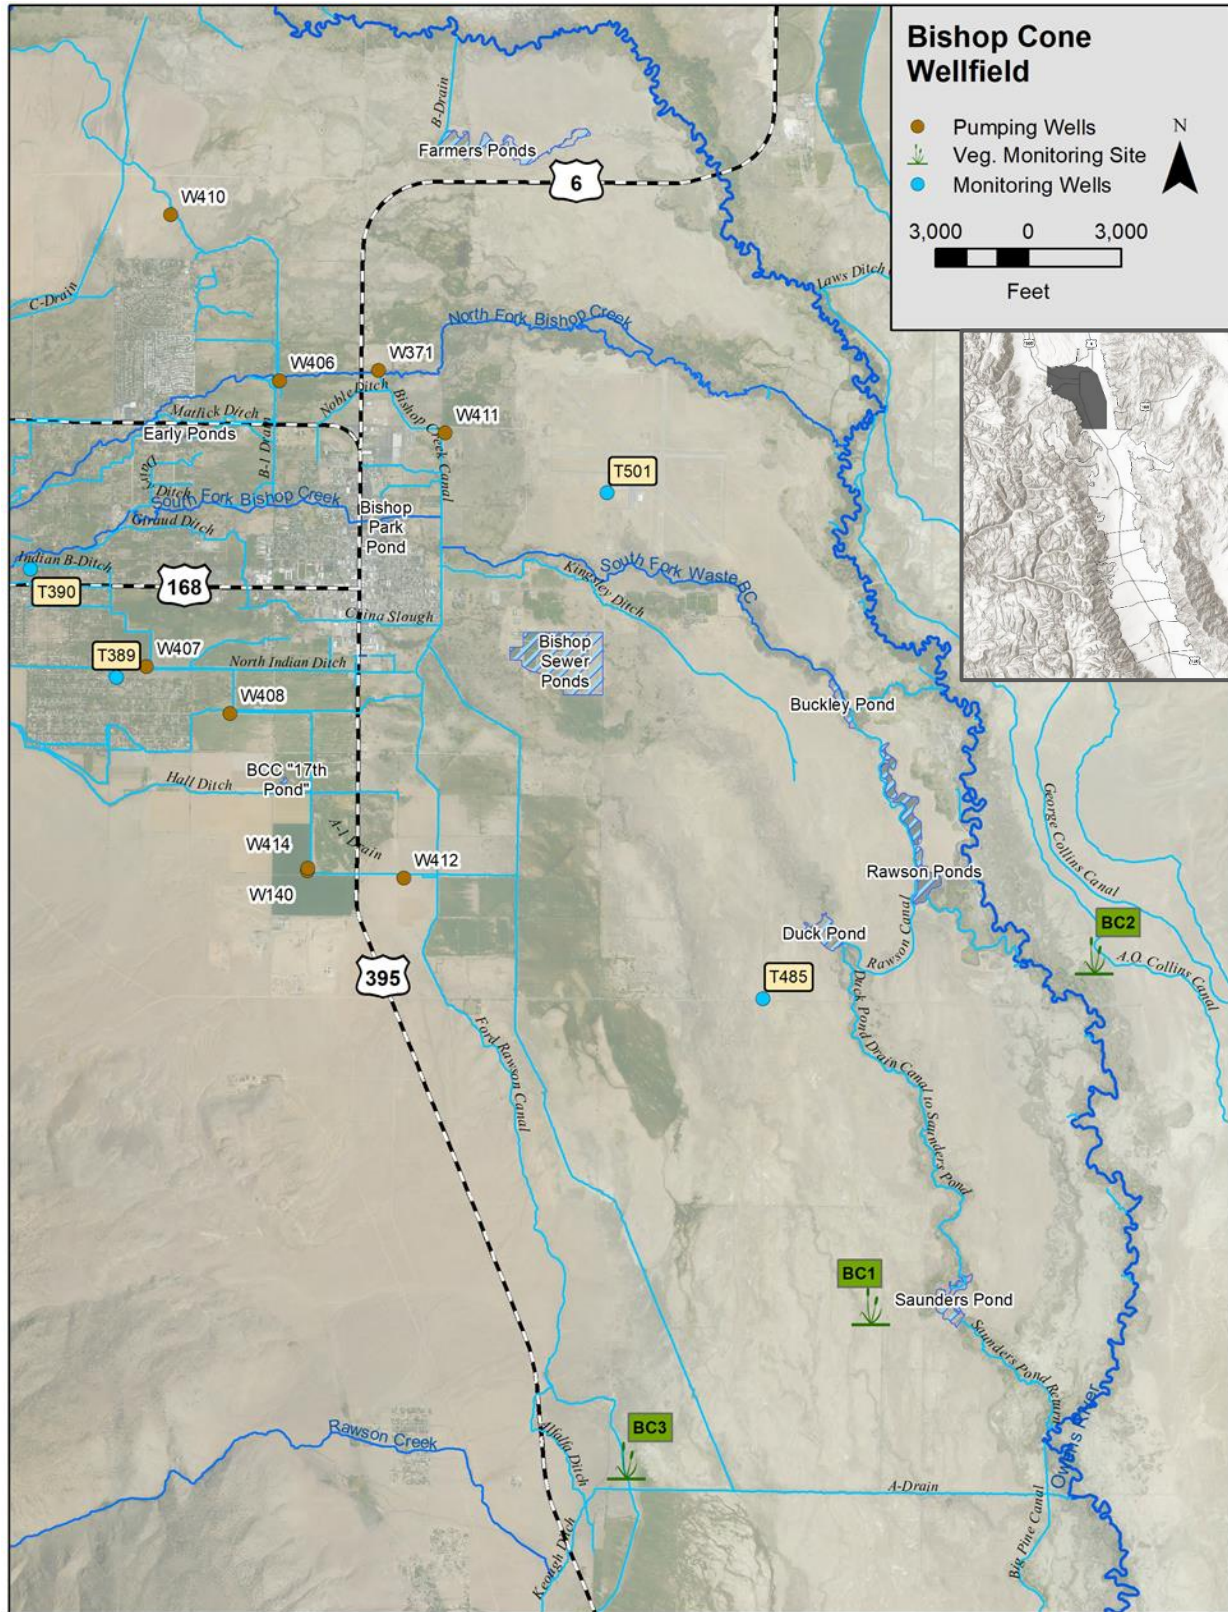 Bishop Cone
Wellfield
Pumping Wells
Veg. Monitoring Site
Monitoring Wells
N
3,000 0 3,000
Feet
B-Drain
Farmers Ponds
6
W410
C-Drain
Laws Ditch
North Fork Bishop Creek
W406
W371
Noble Ditch
Matlick Ditch
Early Ponds
B-1 Drain
Bishop Creek Canal
W411
T501
Ditch
South Fork Bishop Creek
Giraud Ditch
Bishop
Park
Pond
Indian B-Ditch
T390
168
South Fork Waste BC
Kingsley Ditch
China Slough
T389
W407
North Indian Ditch
Bishop
Sewer
Ponds
W408
Buckley Pond
BCC "17th
Pond"
Hall Ditch
George Collins Canal
A-1 Drain
W414
W412
W140
Rawson Ponds
Rawson Canal
Duck Pond
BC2
A.O. Collins Canal
395
T485
Duck Pond Drain Canal to Saunders Pond
Ford Rawson Canal
BC1
Saunders Pond
Saunders Pond Return
Owens River
Rawson Creek
Alfalfa Ditch
BC3
A-Drain
Big Pine Canal
Keough Ditch